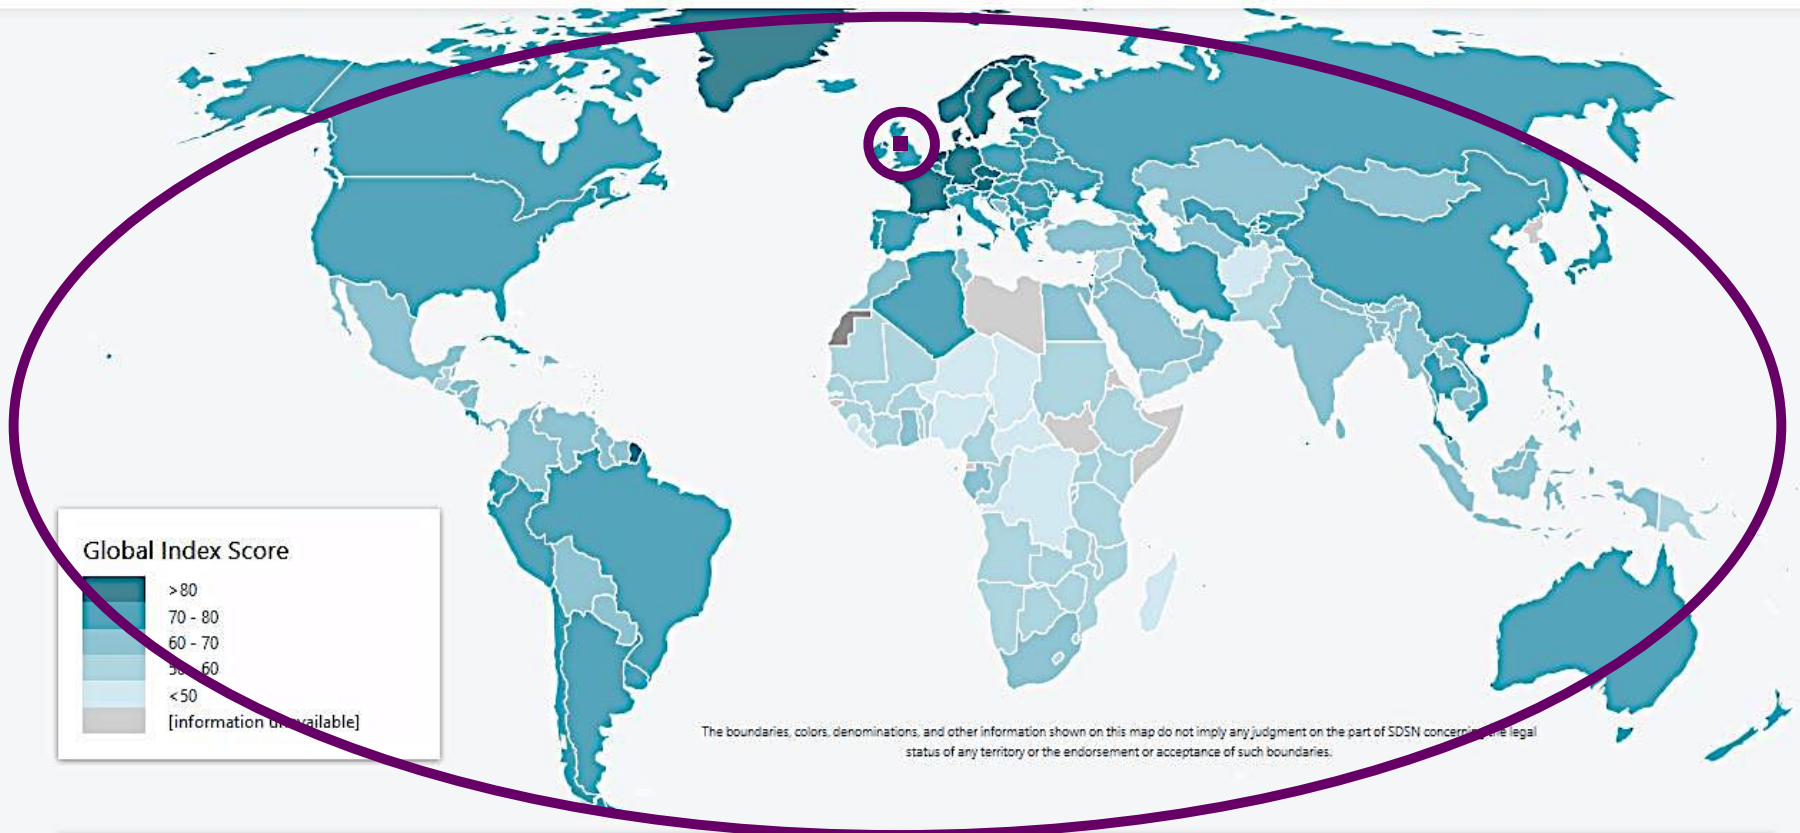 Global Index Score
>80
70 - 80
60 - 70
60
<50
[information un vailable]
The boundaries, colors, denominations, and other information shown on this map do not imply any judgment on the part of SDSN concerning the legal
status of any territory or the endorsement or acceptance of such boundaries.